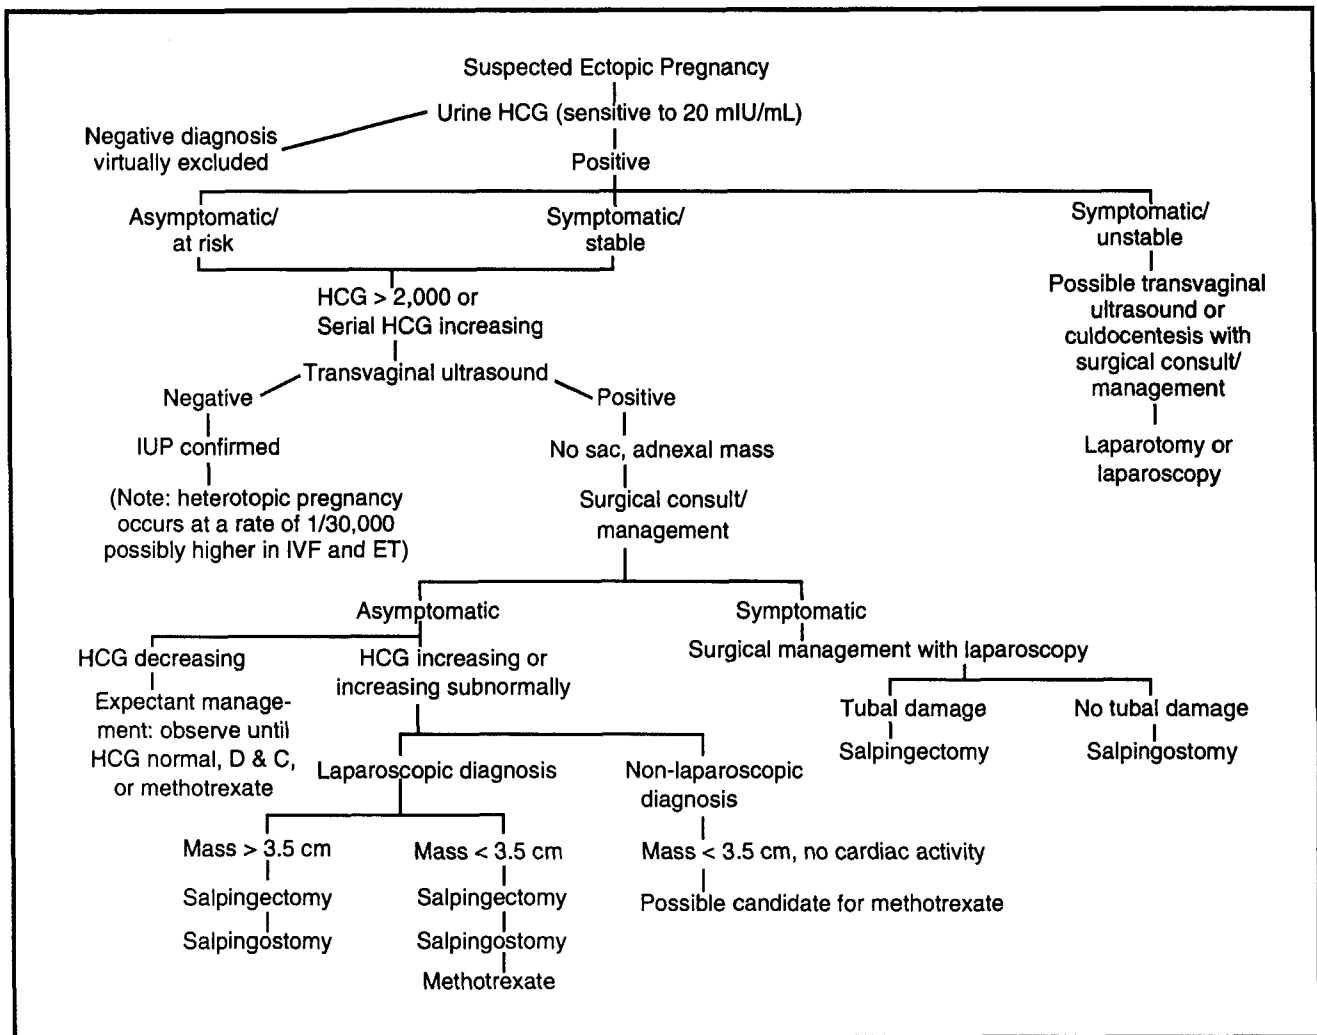 Suspected Ectopic Pregnancy
Urine HCG (sensitive to 20 mIU/mL)
Negative diagnosis
virtually excluded
Positive
Asymptomatic/
at risk
Symptomatic/
stable
Symptomatic/
unstable
HCG > 2,000 or
Serial HCG increasing
Possible transvaginal
ultrasound or
culdocentesis with
surgical consult/
management
Laparotomy or
laparoscopy
Transvaginal ultrasound
Negative
IUP confirmed
(Note: heterotopic pregnancy
occurs at a rate of 1/30,000
possibly higher in IVF and ET)
Positive
No sac, adnexal mass
Surgical consult/
management
Asymptomatic
Symptomatic
HCG decreasing
Expectant manage-
ment: observe until
HCG normal, D & C,
or methotrexate
HCG increasing or
increasing subnormally
Surgical management with laparoscopy
Tubal damage
Salpingectomy
No tubal damage
Salpingostomy
Laparoscopic diagnosis
Non-laparoscopic
diagnosis
Mass > 3.5 cm
Salpingectomy
Salpingostomy
Mass < 3.5 cm
Salpingectomy
Salpingostomy
Methotrexate
Mass < 3.5 cm, no cardiac activity
Possible candidate for methotrexate